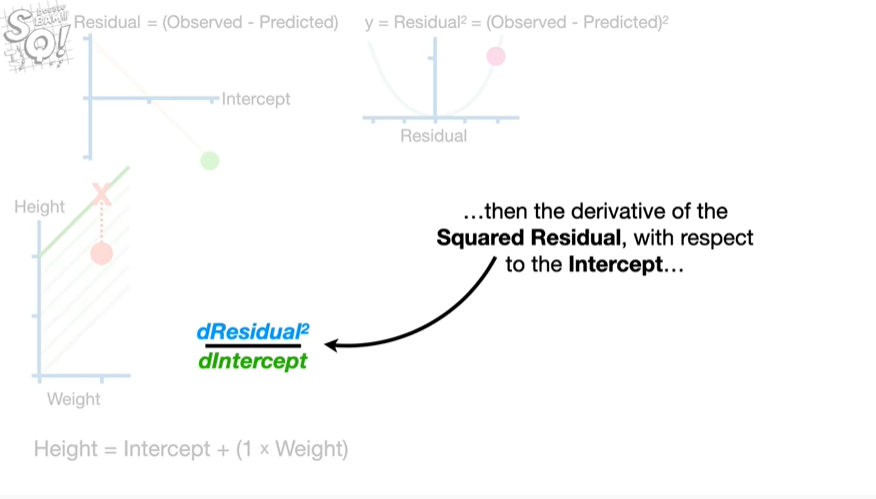 Residual = (Observed - Predicted)
y = Residual² = (Observed - Predicted)²
Intercept
Residual
Height
...then the derivative of the
Squared Residual, with respect
to the Intercept...
dResidual²
dIntercept
Weight
Height = Intercept + (1 × Weight)